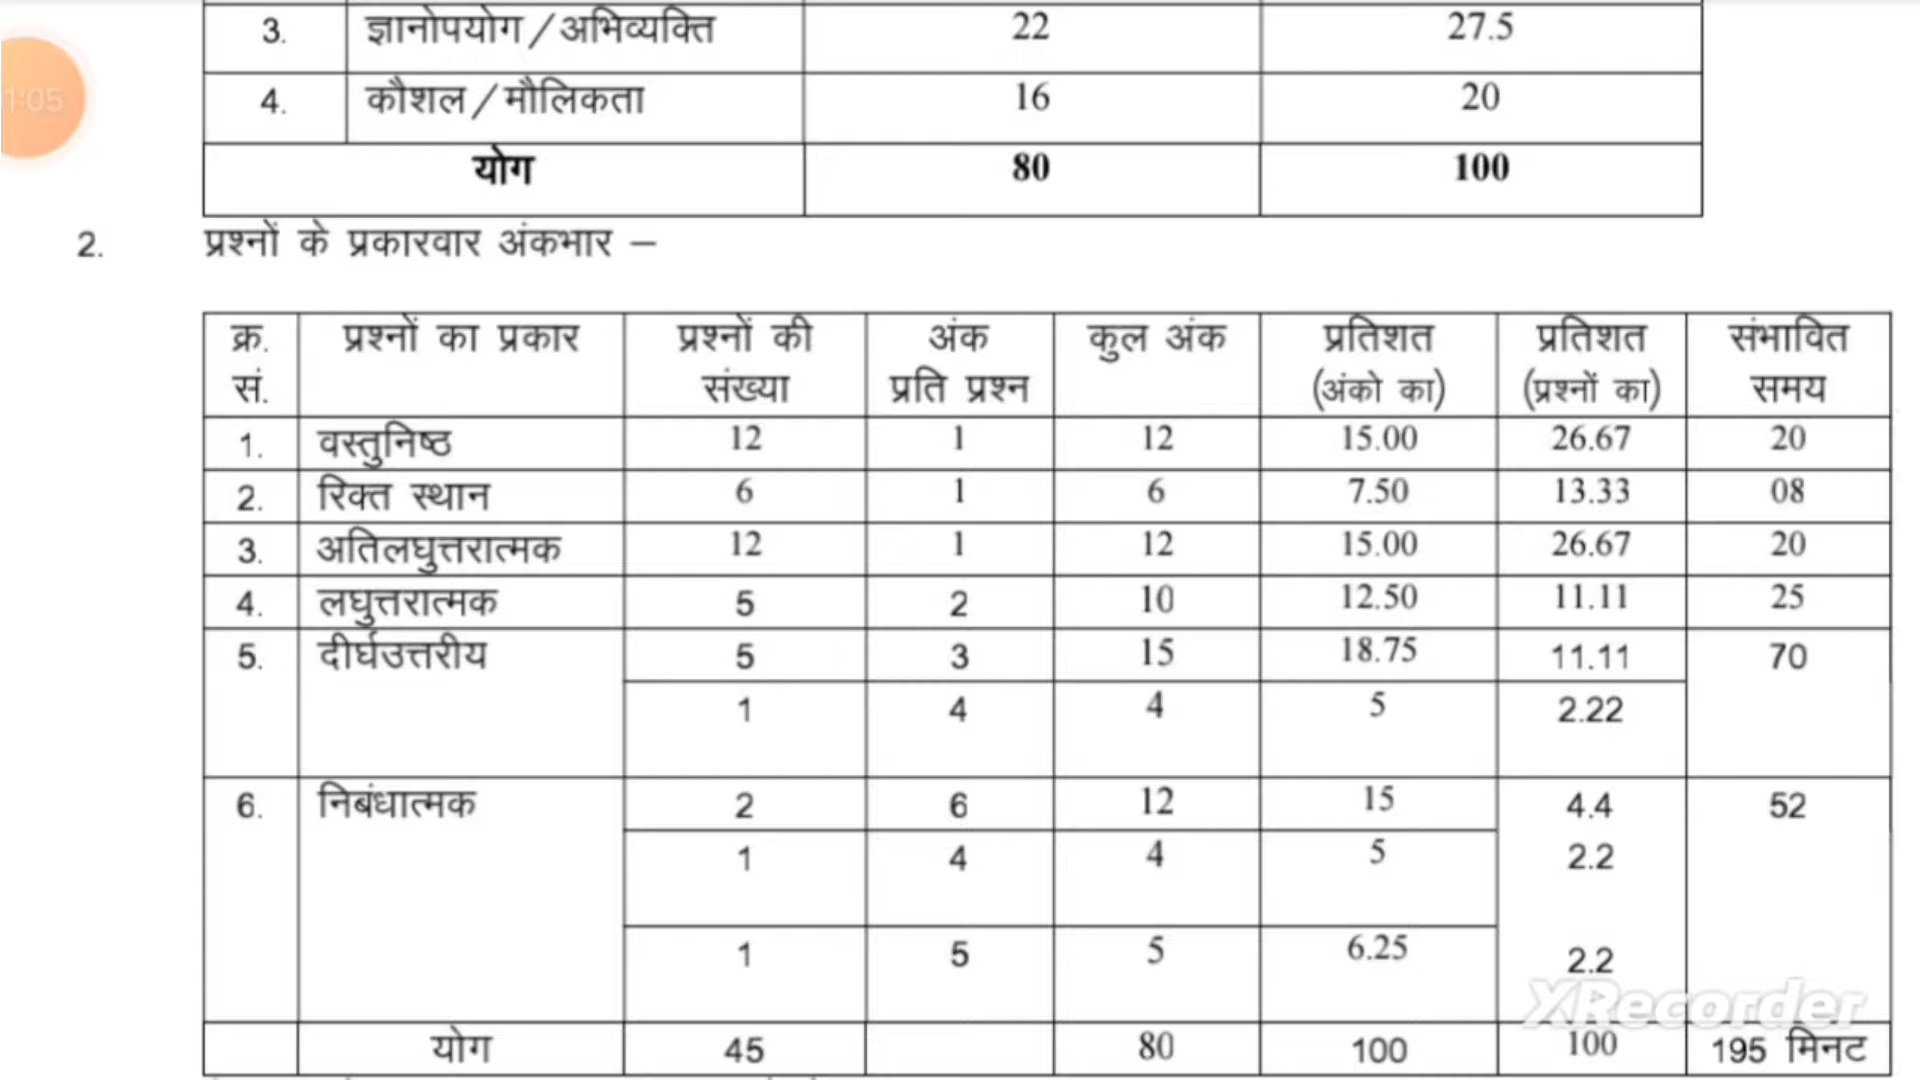 1:05
3. ज्ञानोपयोग/अभिव्यक्ति 22 27.5
4. कौशल/मौलिकता 16 20
योग 80 100
2. प्रश्नों के प्रकारवार अंकभार –
क्र. सं. प्रश्नों का प्रकार प्रश्नों की संख्या अंक प्रति प्रश्न कुल अंक प्रतिशत (अंको का) प्रतिशत (प्रश्नों का) संभावित समय
1. वस्तुनिष्ठ 12 1 12 15.00 26.67 20
2. रिक्त स्थान 6 1 6 7.50 13.33 08
3. अतिलघुत्तरात्मक 12 1 12 15.00 26.67 20
4. लघुत्तरात्मक 5 2 10 12.50 11.11 25
5. दीर्घउत्तरीय 5 3 15 18.75 11.11 70
1 4 4 5 2.22
6. निबंधात्मक 2 6 12 15 4.4 52
1 4 4 5 2.2
1 5 5 6.25 2.2
XRecorder
योग 45 80 100 100 195 मिनट